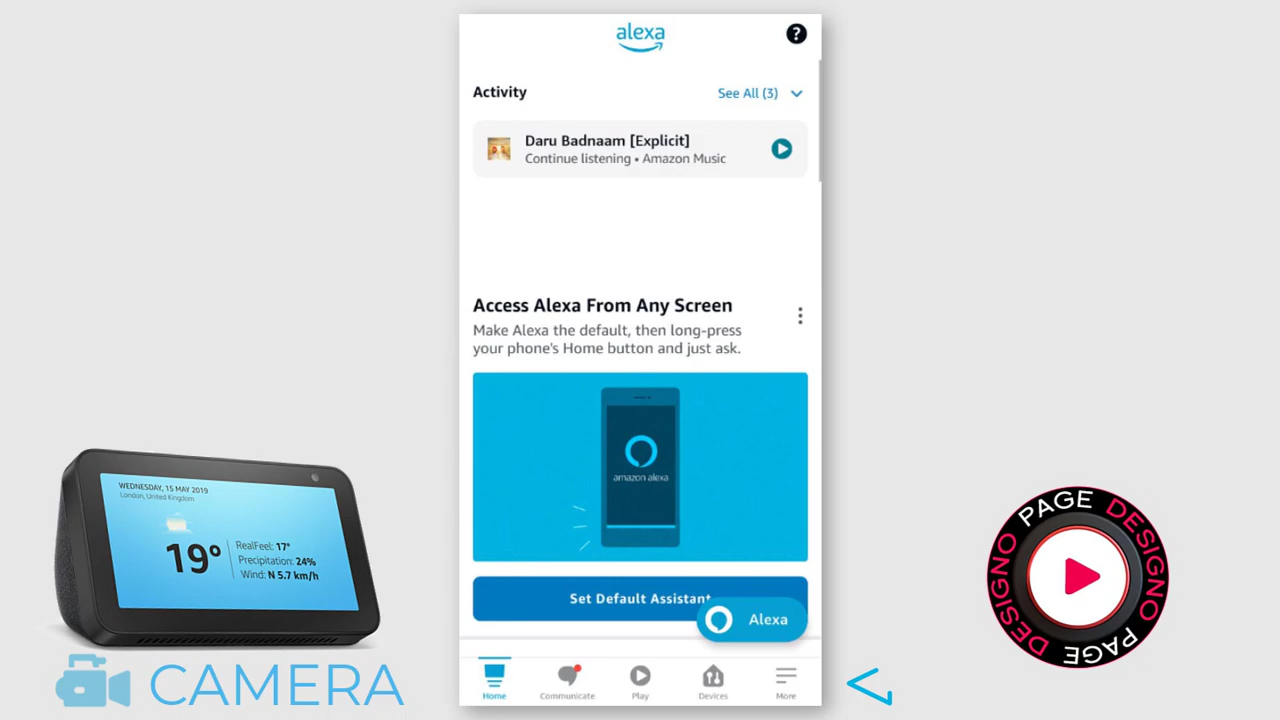 alexa
?
Activity
See All (3)
Daru Badnaam [Explicit]
Continue listening • Amazon Music
Access Alexa From Any Screen
Make Alexa the default, then long-press
your phone's Home button and just ask.
amazon alexa
Set Default Assistant
Alexa
Home
Communicate
Play
Devices
More
WEDNESDAY, 15 MAY 2019
London, United Kingdom
19°
RealFeel: 17°
Precipitation: 24%
Wind: N 5.7 km/h
CAMERA
PAGE DESIGNO PAGE DESIGNO